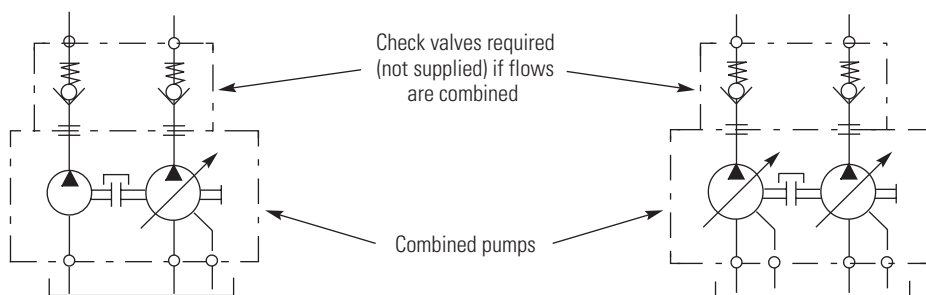 Check valves required
(not supplied) if flows
are combined
Combined pumps